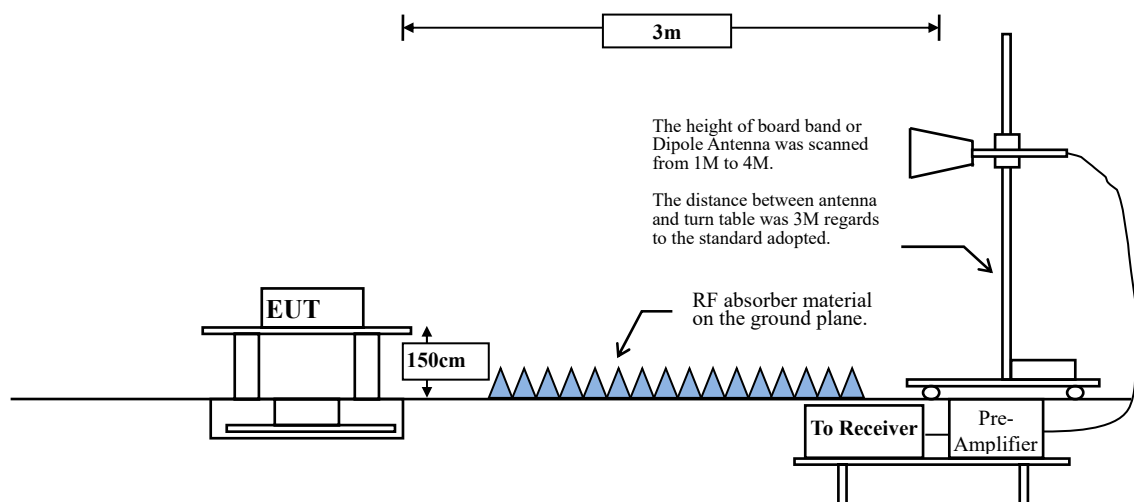 3m
The height of board band or
Dipole Antenna was scanned
from 1M to 4M.
The distance between antenna
and turn table was 3M regards
to the standard adopted.
EUT
RF absorber material
on the ground plane.
150cm
To Receiver
Pre-
Amplifier